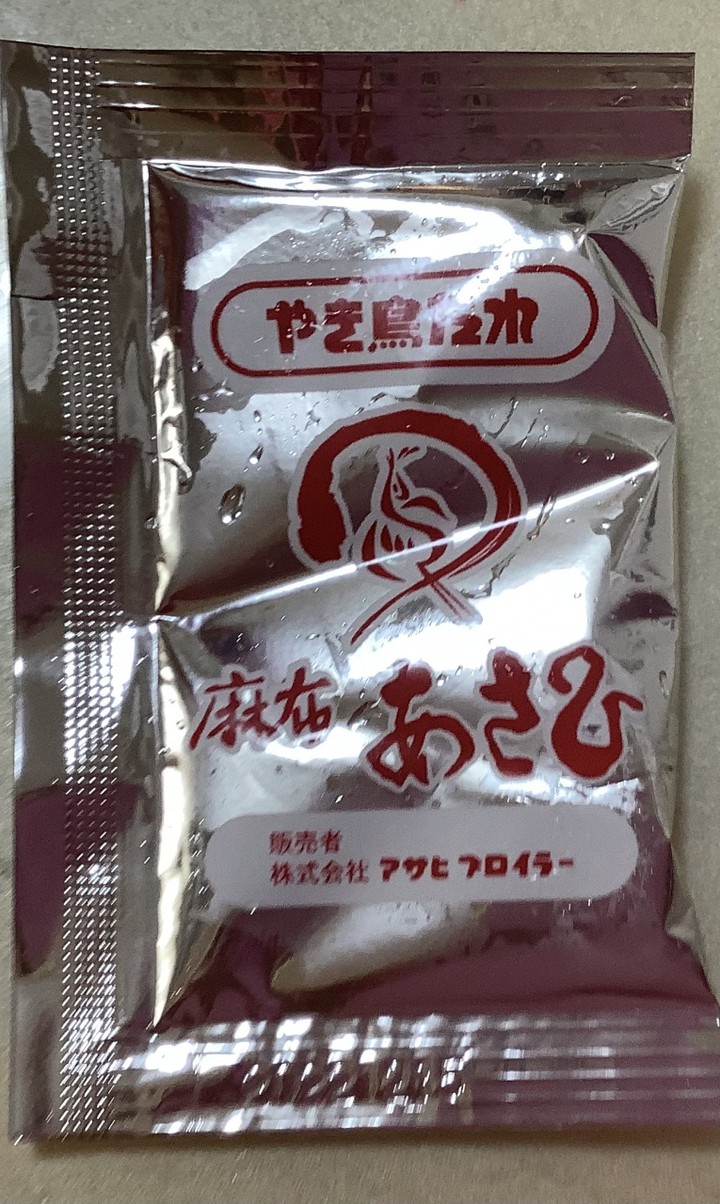 やき鳥たれ
麻布 あさひ
販売者
株式会社 アサヒブロイラー